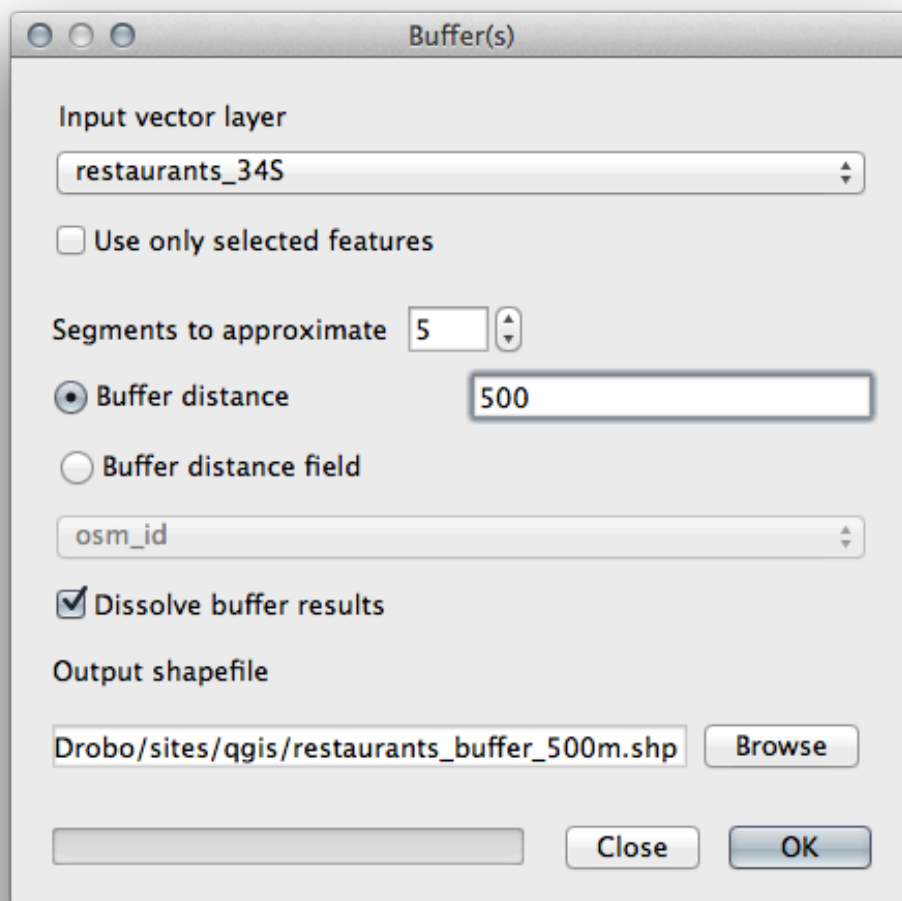 Buffer(s)
Input vector layer
restaurants_34S
Use only selected features
Segments to approximate 5
Buffer distance 500
Buffer distance field
osm_id
Dissolve buffer results
Output shapefile
Drobo/sites/qgis/restaurants_buffer_500m.shp Browse
Close OK